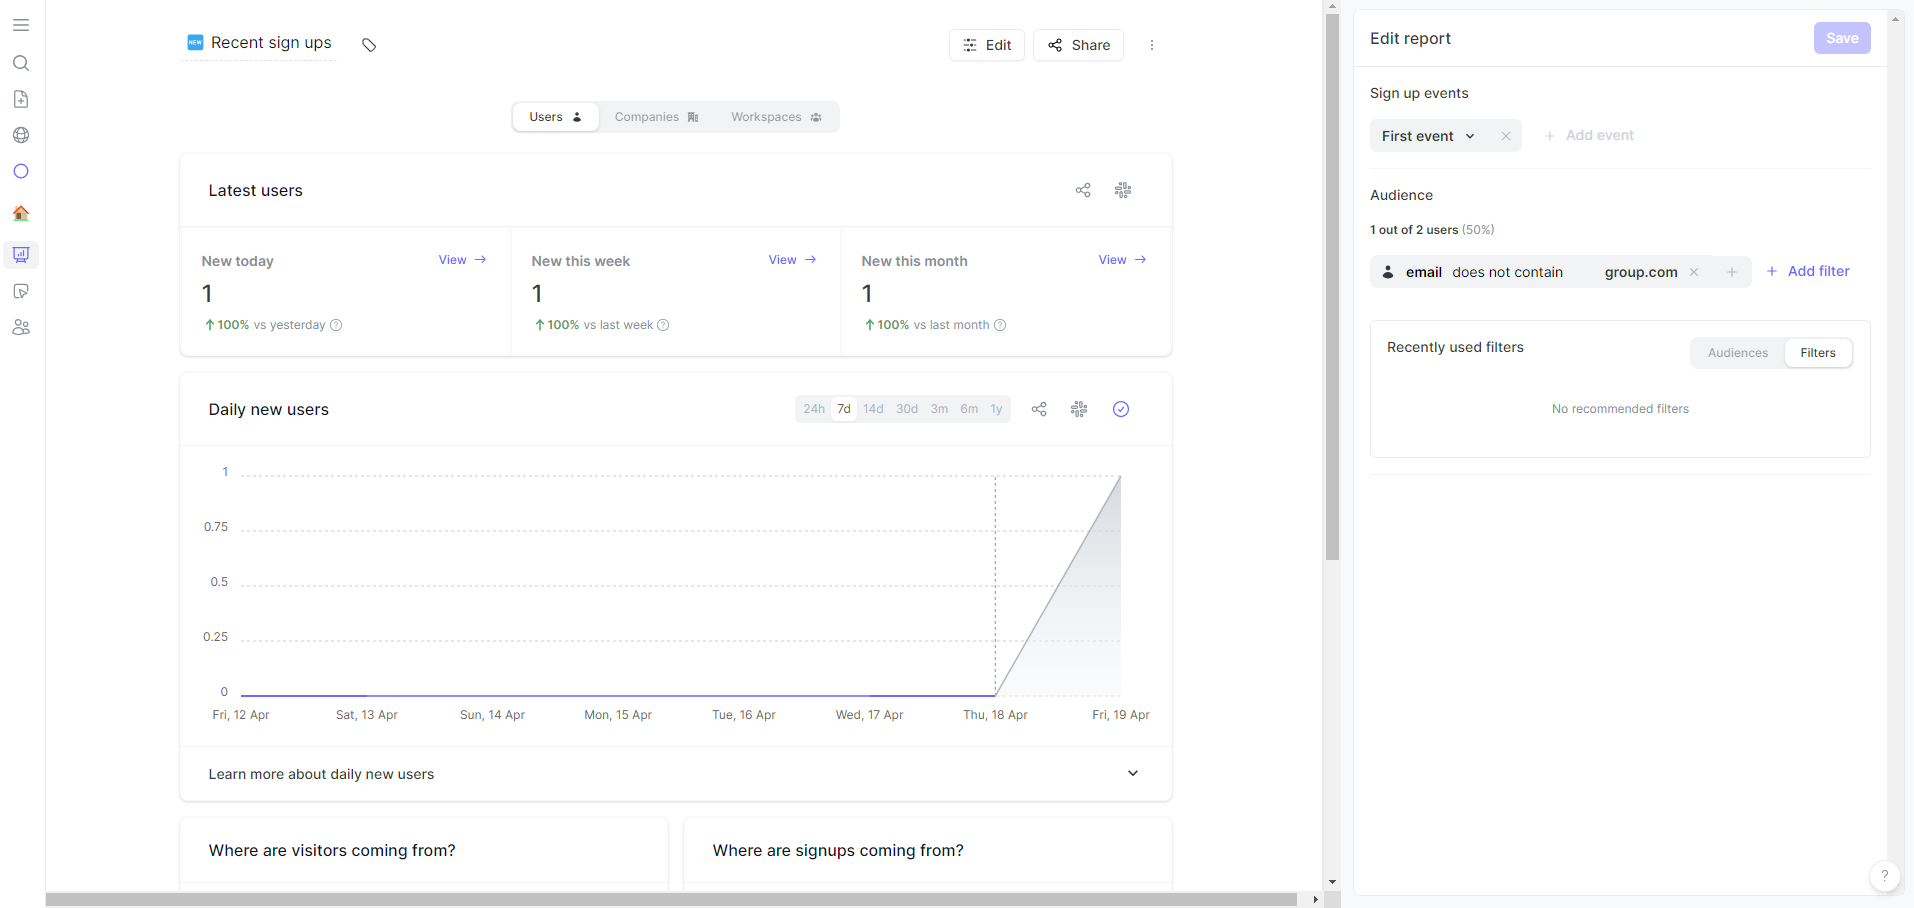 NEW Recent sign ups
Edit
Share
Users
Companies
Workspaces
Latest users
New today
View
1
100% vs yesterday
New this week
View
1
100% vs last week
New this month
View
1
100% vs last month
Daily new users
24h 7d 14d 30d 3m 6m 1y
1
0.75
0.5
0.25
0
Fri, 12 Apr
Sat, 13 Apr
Sun, 14 Apr
Mon, 15 Apr
Tue, 16 Apr
Wed, 17 Apr
Thu, 18 Apr
Fri, 19 Apr
Learn more about daily new users
Where are visitors coming from?
Where are signups coming from?
Edit report
Save
Sign up events
First event
+ Add event
Audience
1 out of 2 users (50%)
email does not contain group.com
+ Add filter
Recently used filters
Audiences
Filters
No recommended filters
?